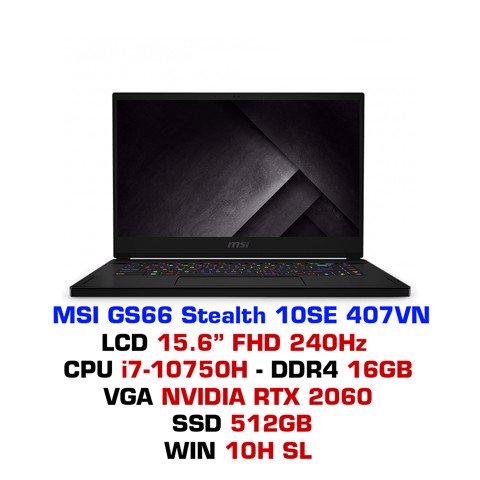 msi
MSI GS66 Stealth 10SE 407VN
LCD 15.6” FHD 240Hz
CPU i7-10750H - DDR4 16GB
VGA NVIDIA RTX 2060
SSD 512GB
WIN 10H SL